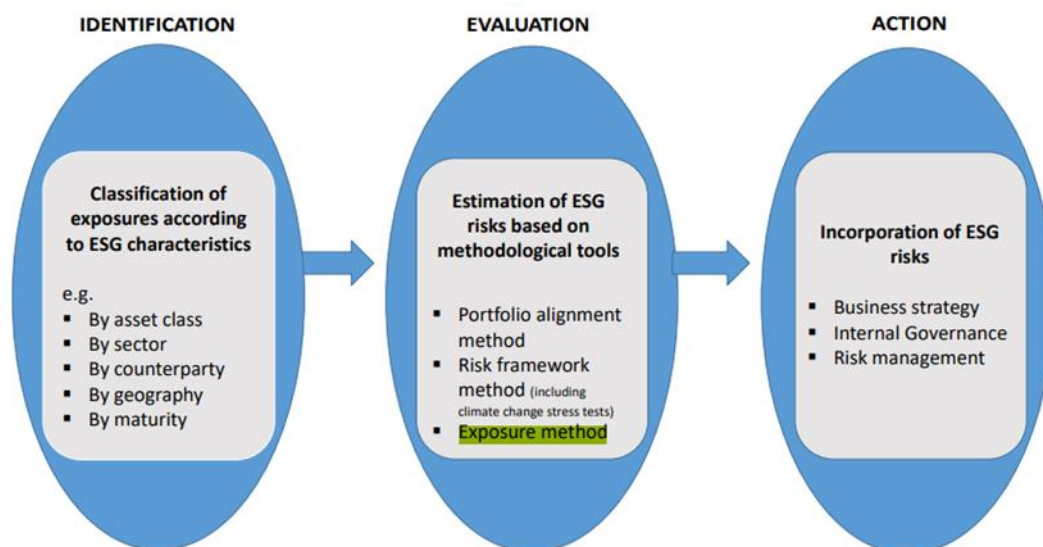 IDENTIFICATION
Classification of
exposures according
to ESG characteristics
e.g.
▪ By asset class
▪ By sector
▪ By counterparty
▪ By geography
▪ By maturity
EVALUATION
Estimation of ESG
risks based on
methodological tools
▪ Portfolio alignment
method
▪ Risk framework
method (including
climate change stress tests)
▪ Exposure method
ACTION
Incorporation of ESG
risks
▪ Business strategy
▪ Internal Governance
▪ Risk management